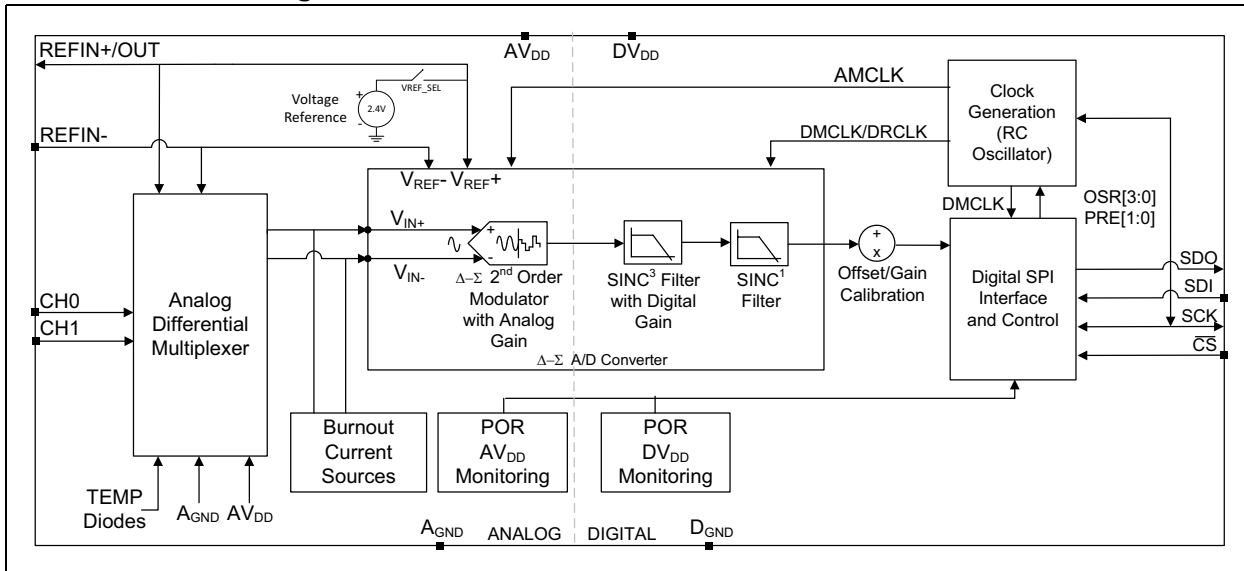 REFIN+/OUT
AVDD
DVDD
AMCLK
Clock
Generation
(RC
Oscillator)
Voltage
Reference
+
2.4V
-
VREF_SEL
REFIN-
DMCLK/DRCLK
VREF- VREF+
DMCLK
OSR[3:0]
PRE[1:0]
VIN+
+
-
VIN-
Δ–Σ 2nd Order
Modulator
with Analog
Gain
SINC3 Filter
with Digital
Gain
SINC1
Filter
+
x
Offset/Gain
Calibration
Digital SPI
Interface
and Control
SDO
SDI
SCK
CS
CH0
CH1
Analog
Differential
Multiplexer
Δ–Σ A/D Converter
Burnout
Current
Sources
POR
AVDD
Monitoring
POR
DVDD
Monitoring
TEMP
Diodes
AGND
AVDD
AGND
ANALOG
DIGITAL
DGND